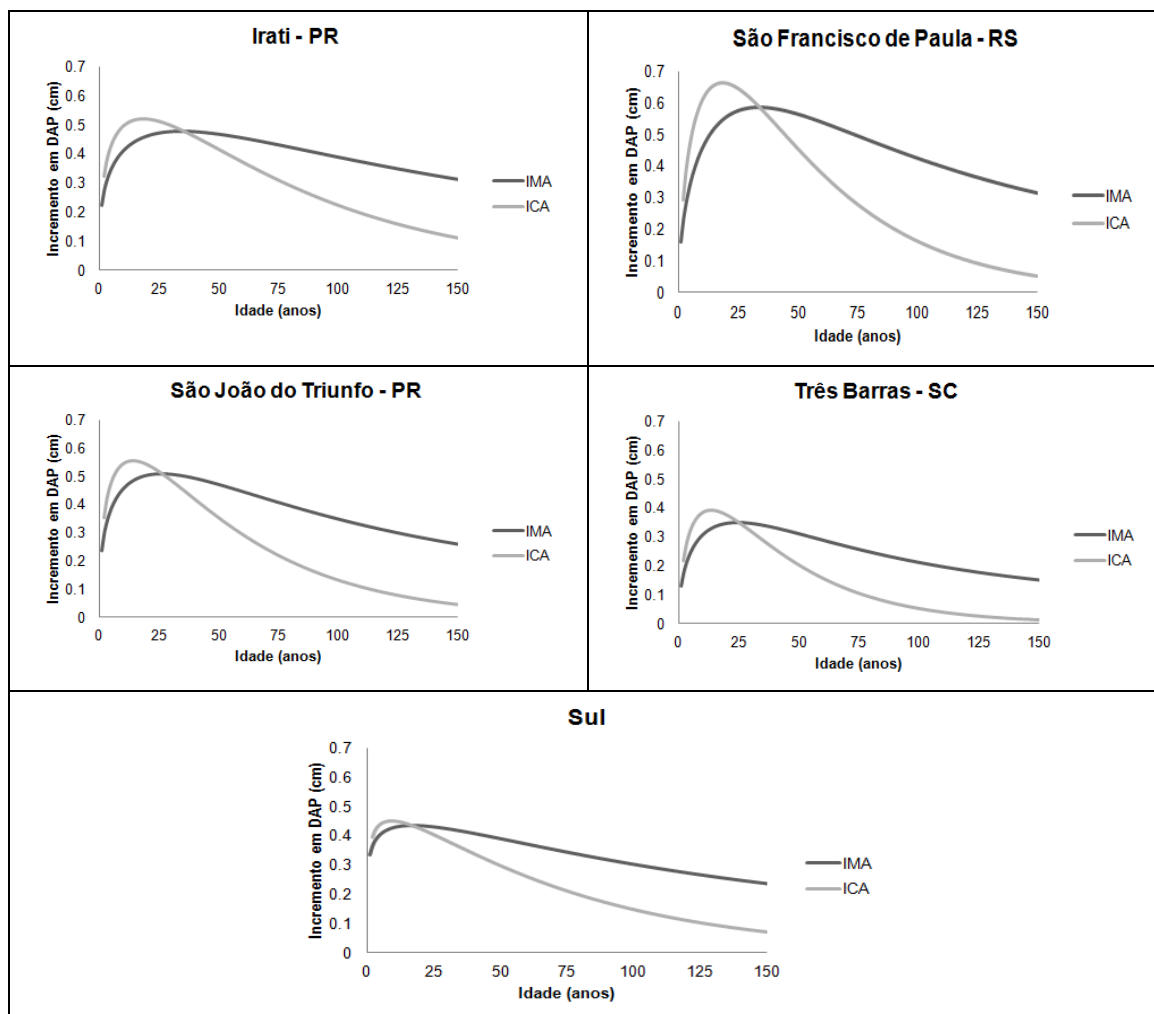 Irati - PR
Incremento em DAP (cm)
0.7
0.6
0.5
0.4
0.3
0.2
0.1
0
0 25 50 75 100 125 150
Idade (anos)
IMA
ICA
São Francisco de Paula - RS
Incremento em DAP (cm)
0.7
0.6
0.5
0.4
0.3
0.2
0.1
0
0 25 50 75 100 125 150
Idade (anos)
IMA
ICA
São João do Triunfo - PR
Incremento em DAP (cm)
0.7
0.6
0.5
0.4
0.3
0.2
0.1
0
0 25 50 75 100 125 150
Idade (anos)
IMA
ICA
Três Barras - SC
Incremento em DAP (cm)
0.7
0.6
0.5
0.4
0.3
0.2
0.1
0
0 25 50 75 100 125 150
Idade (anos)
IMA
ICA
Sul
Incremento em DAP (cm)
0.7
0.6
0.5
0.4
0.3
0.2
0.1
0
0 25 50 75 100 125 150
Idade (anos)
IMA
ICA